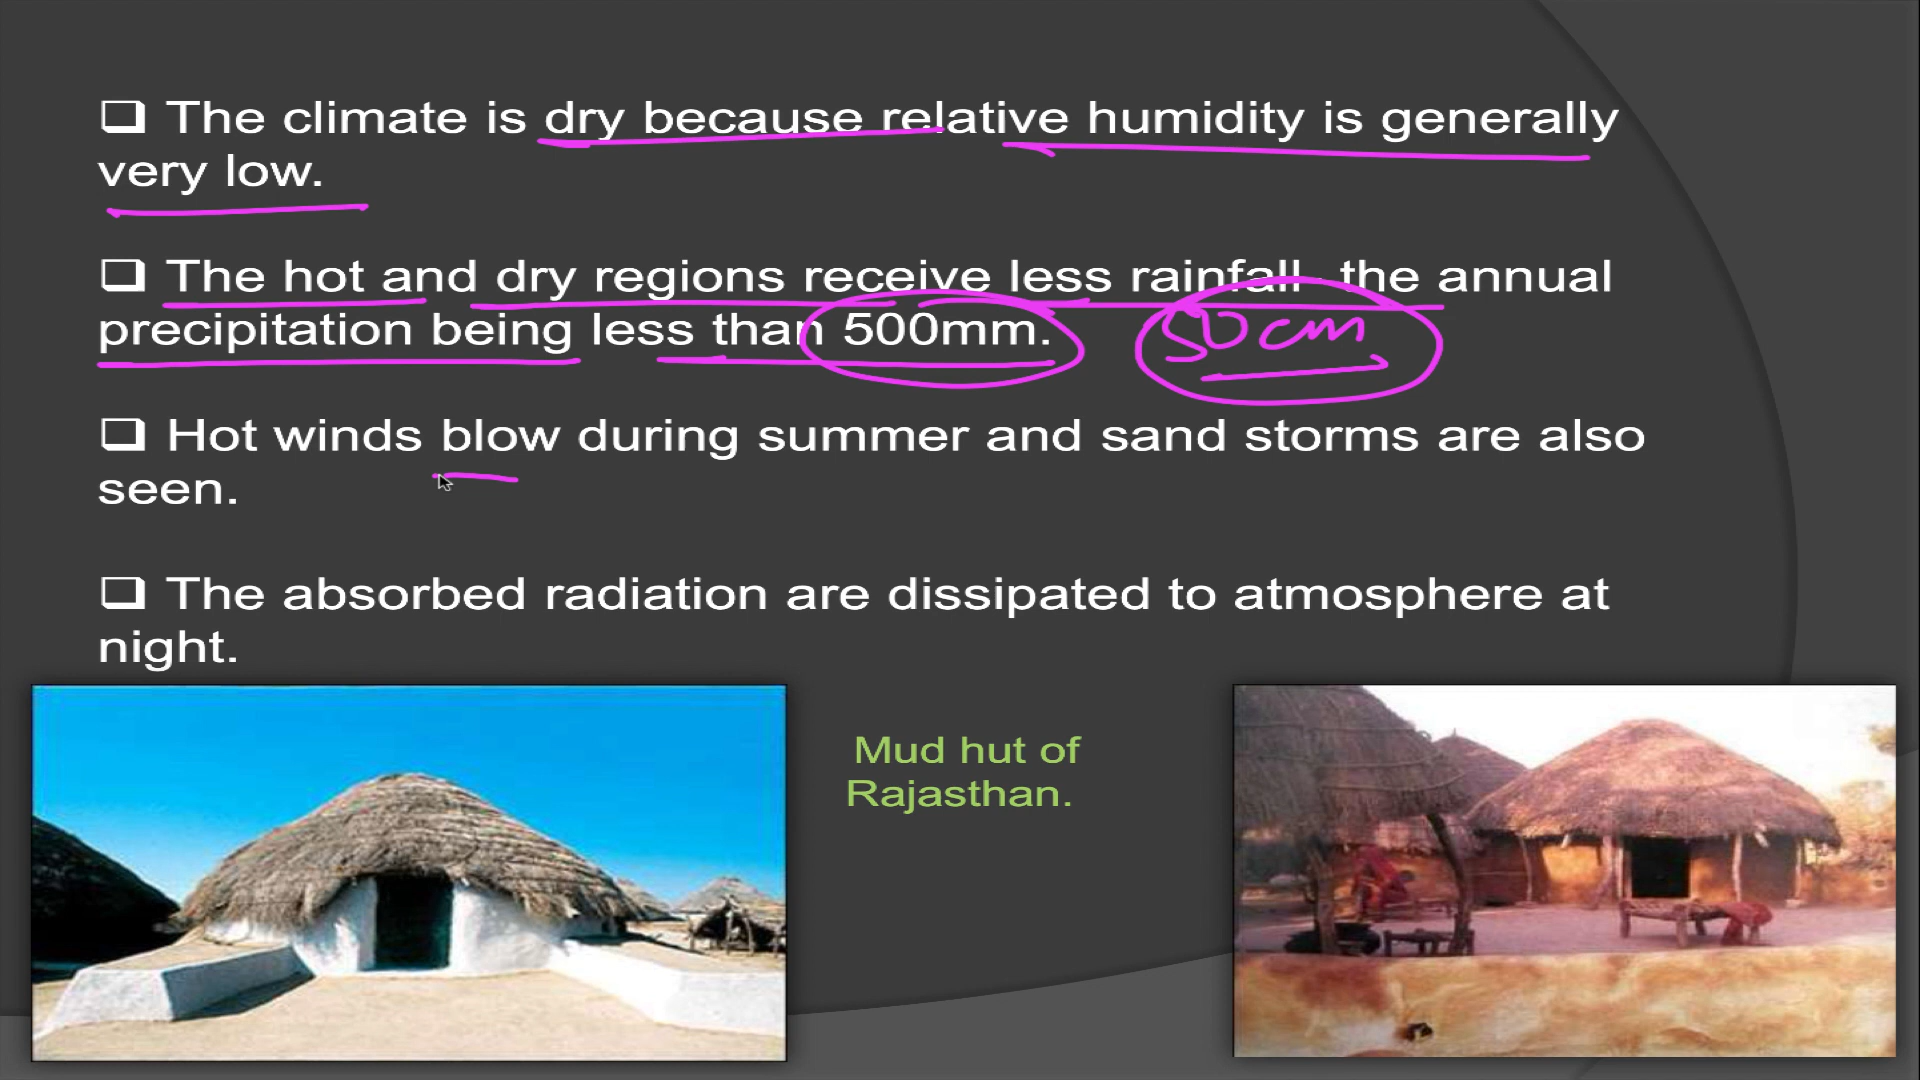 ❑ The climate is dry because relative humidity is generally
very low.
❑ The hot and dry regions receive less rainfall- the annual
precipitation being less than 500mm. 50cm
❑ Hot winds blow during summer and sand storms are also
seen.
❑ The absorbed radiation are dissipated to atmosphere at
night.
Mud hut of
Rajasthan.